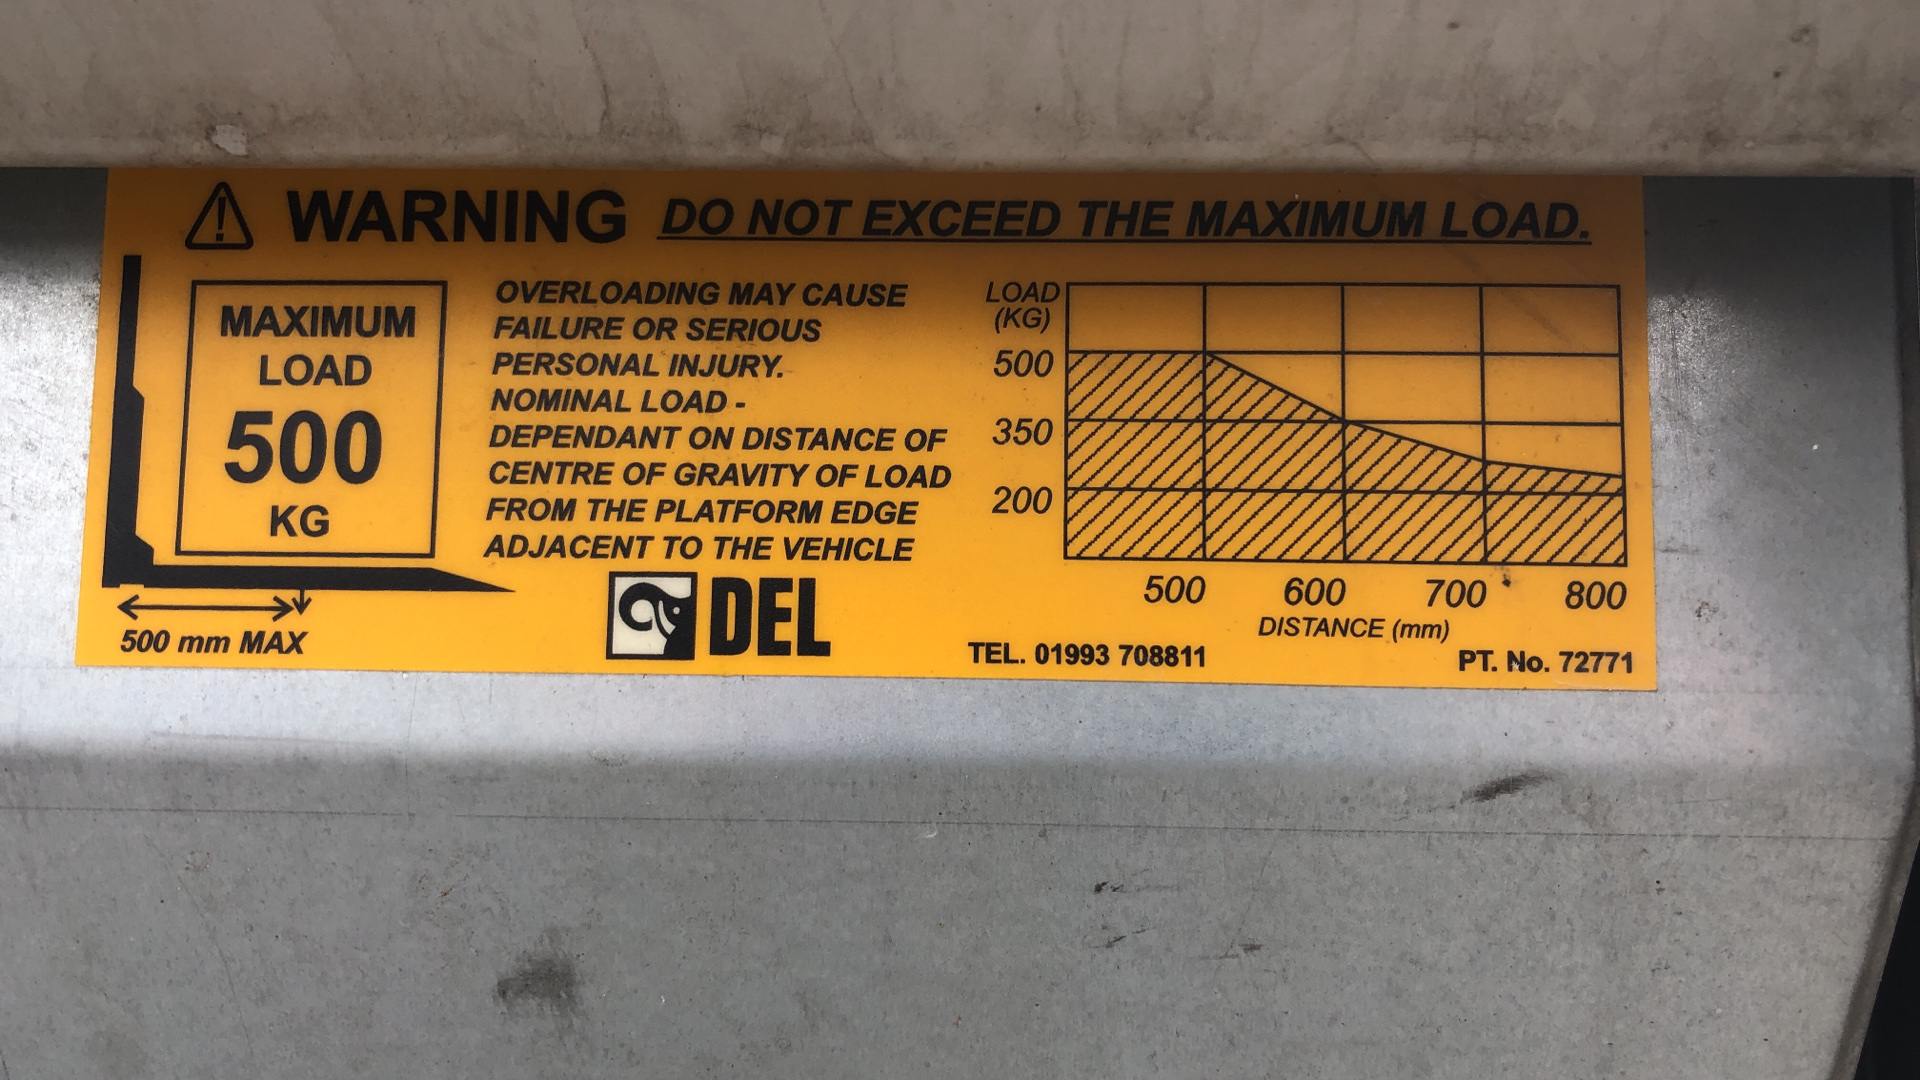 WARNING DO NOT EXCEED THE MAXIMUM LOAD.
MAXIMUM
LOAD
500
KG
500 mm MAX
OVERLOADING MAY CAUSE
FAILURE OR SERIOUS
PERSONAL INJURY.
NOMINAL LOAD -
DEPENDANT ON DISTANCE OF
CENTRE OF GRAVITY OF LOAD
FROM THE PLATFORM EDGE
ADJACENT TO THE VEHICLE
DEL
LOAD
(KG)
500
350
200
500 600 700 800
DISTANCE (mm)
TEL. 01993 708811
PT. No. 72771